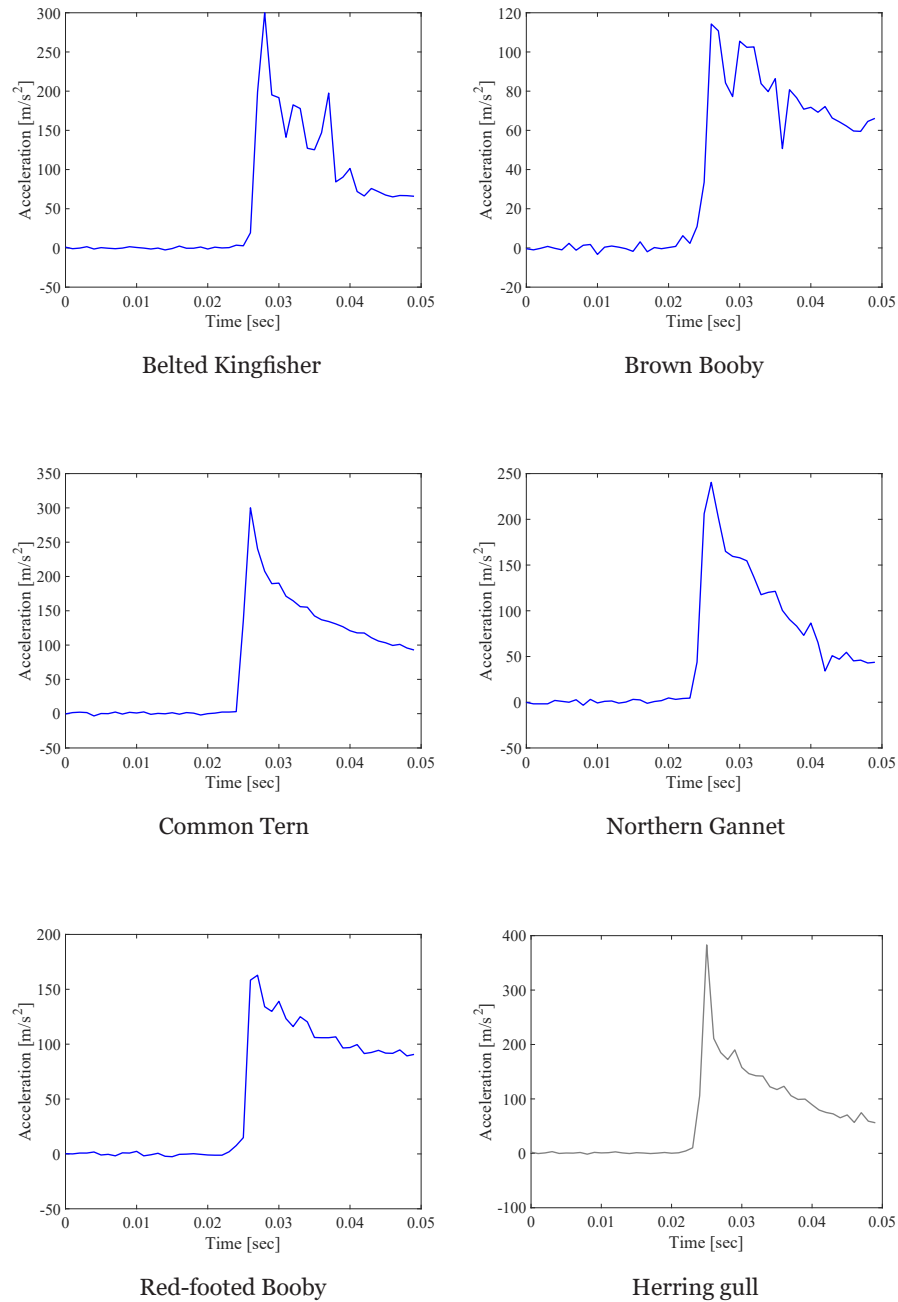 300
250
200
150
100
50
0
-50
0 0.01 0.02 0.03 0.04 0.05
Time [sec]
Acceleration [m/s²]
Belted Kingfisher
120
100
80
60
40
20
0
-20
0 0.01 0.02 0.03 0.04 0.05
Time [sec]
Acceleration [m/s²]
Brown Booby
350
300
250
200
150
100
50
0
-50
0 0.01 0.02 0.03 0.04 0.05
Time [sec]
Acceleration [m/s²]
Common Tern
250
200
150
100
50
0
-50
0 0.01 0.02 0.03 0.04 0.05
Time [sec]
Acceleration [m/s²]
Northern Gannet
200
150
100
50
0
-50
0 0.01 0.02 0.03 0.04 0.05
Time [sec]
Acceleration [m/s²]
Red-footed Booby
400
300
200
100
0
-100
0 0.01 0.02 0.03 0.04 0.05
Time [sec]
Acceleration [m/s²]
Herring gull